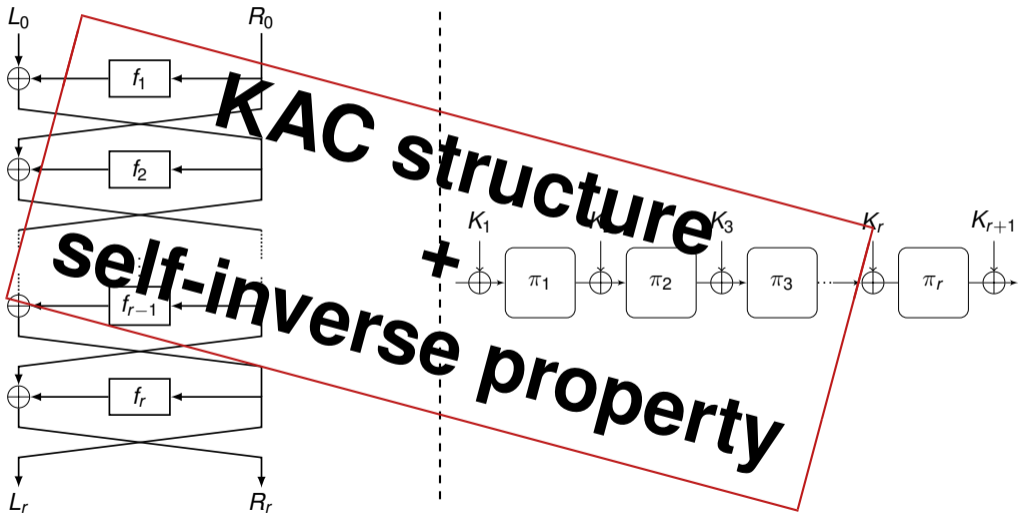 L₀ R₀
f₁
f₂
fᵣ₋₁
fᵣ
Lᵣ Rᵣ
KAC structure
+
self-inverse property
K₁ K K₃ Kᵣ Kᵣ₊₁
π₁ π₂ π₃ πᵣ